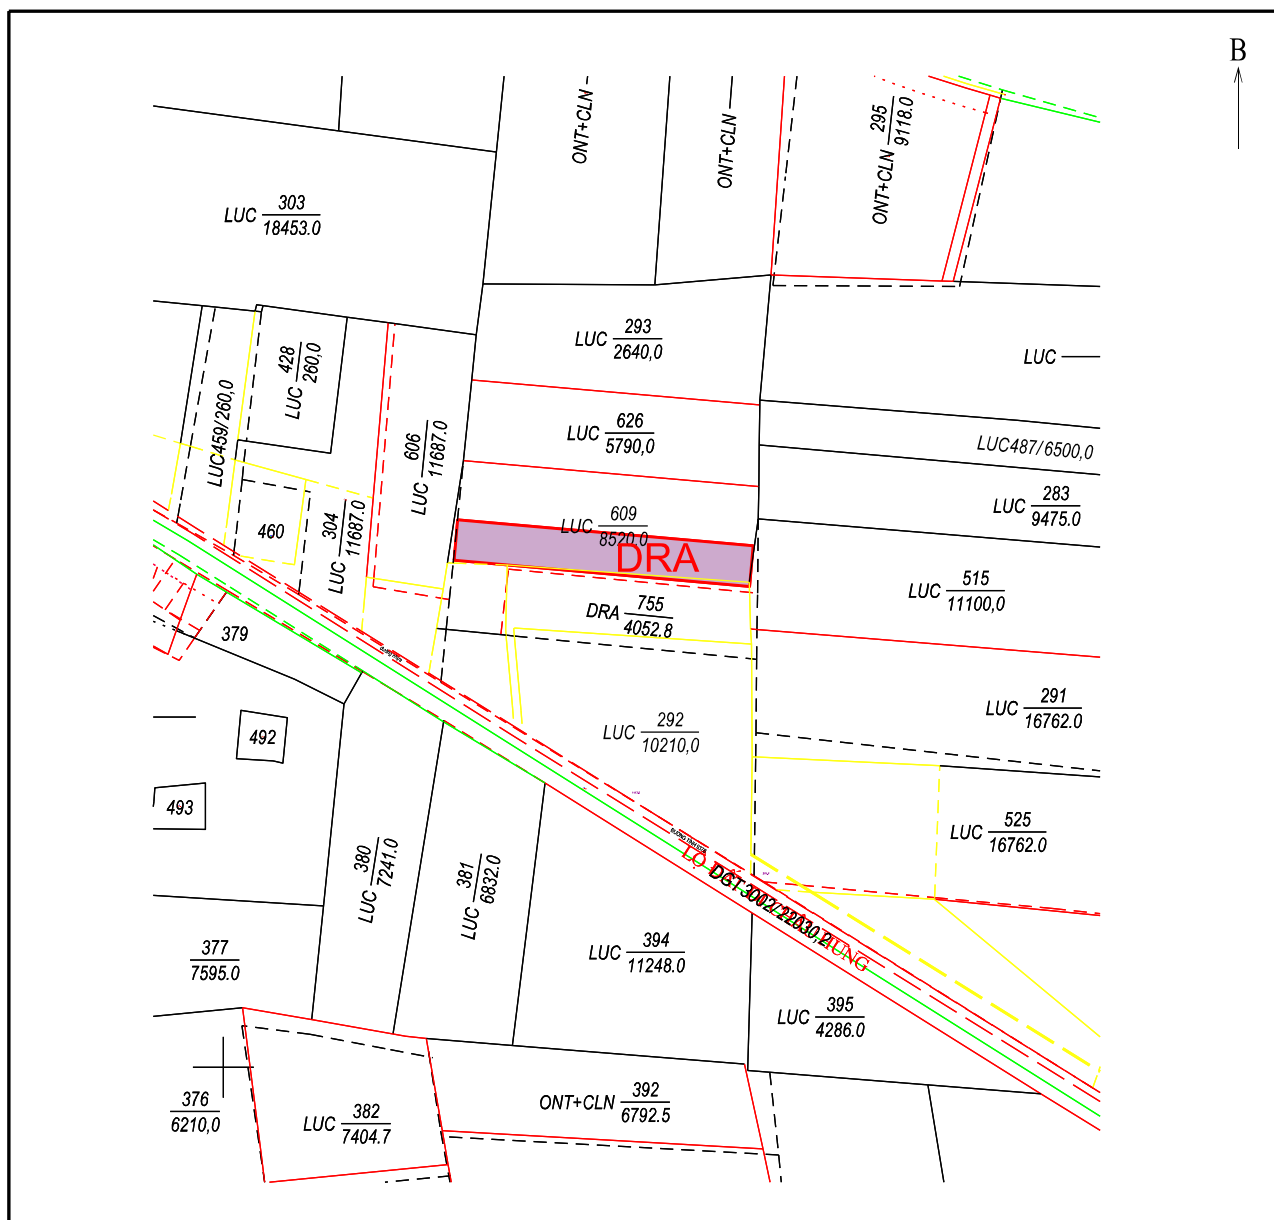 B
ONT+CLN
ONT+CLN
ONT+CLN 295
9118.0
LUC 303
18453.0
LUC 293
2640,0
LUC
LUC 428
260,0
LUC459/260,0
LUC 606
11687.0
LUC 626
5790,0
LUC487/6500,0
LUC 283
9475.0
LUC 609
8520,0
DRA
460
LUC 304
11687.0
LUC 515
11100,0
DRA 755
4052.8
379
LUC 291
16762.0
LUC 292
10210,0
492
493
LUC 525
16762.0
LUC 380
7241.0
LUC 381
6832.0
LỘ
DGT3002/22030,2
HUNG
377
7595.0
LUC 394
11248.0
LUC 395
4286.0
376
6210,0
LUC 382
7404.7
ONT+CLN 392
6792.5